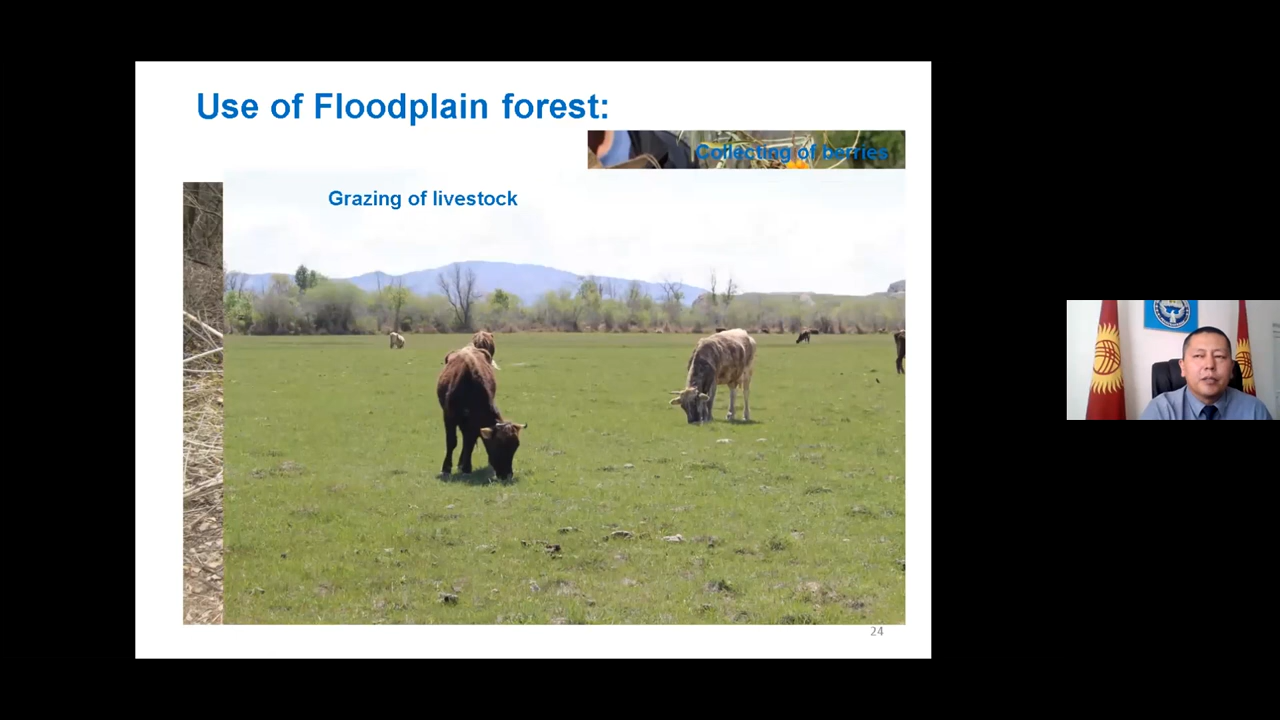 Use of Floodplain forest:
Collecting of berries
Grazing of livestock
24